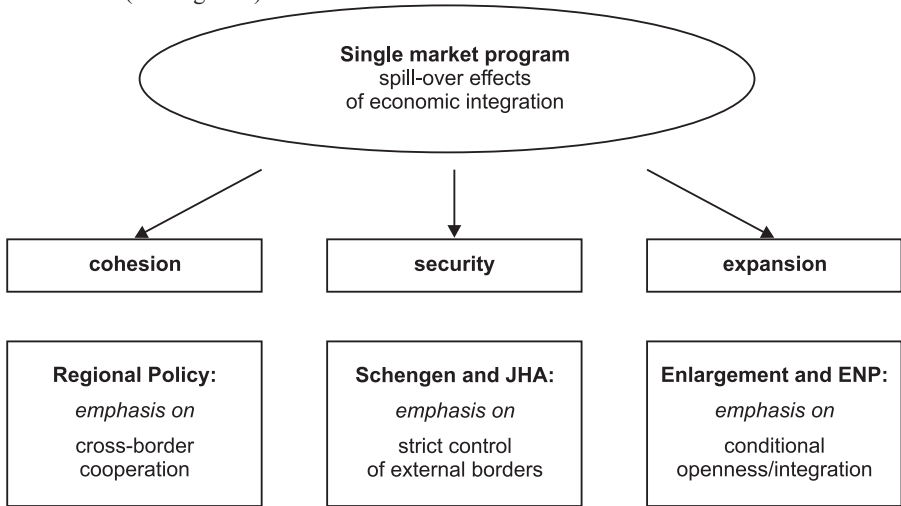 Single market program
spill-over effects
of economic integration
cohesion
security
expansion
Regional Policy:
emphasis on
cross-border
cooperation
Schengen and JHA:
emphasis on
strict control
of external borders
Enlargement and ENP:
emphasis on
conditional
openness/integration